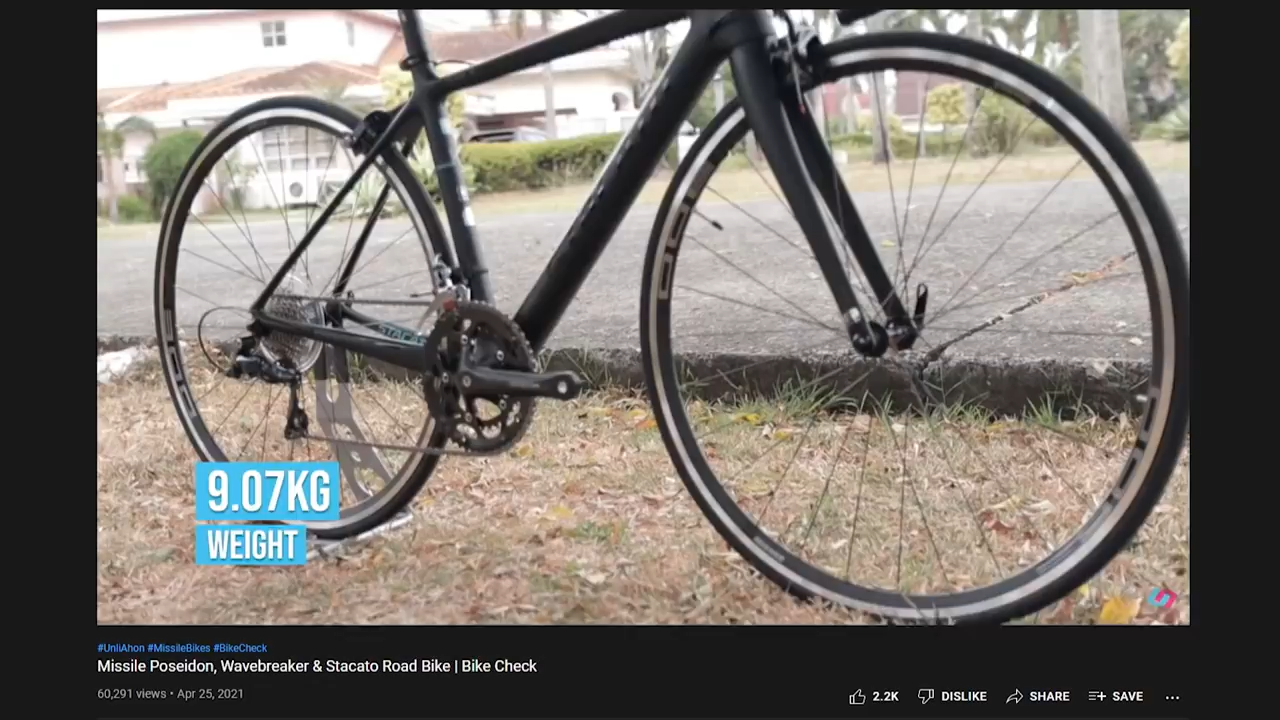 STACA
9.07KG
WEIGHT
#UnliAhon #MissileBikes #BikeCheck
Missile Poseidon, Wavebreaker & Stacato Road Bike | Bike Check
60,291 views • Apr 25, 2021
2.2K DISLIKE SHARE SAVE ...